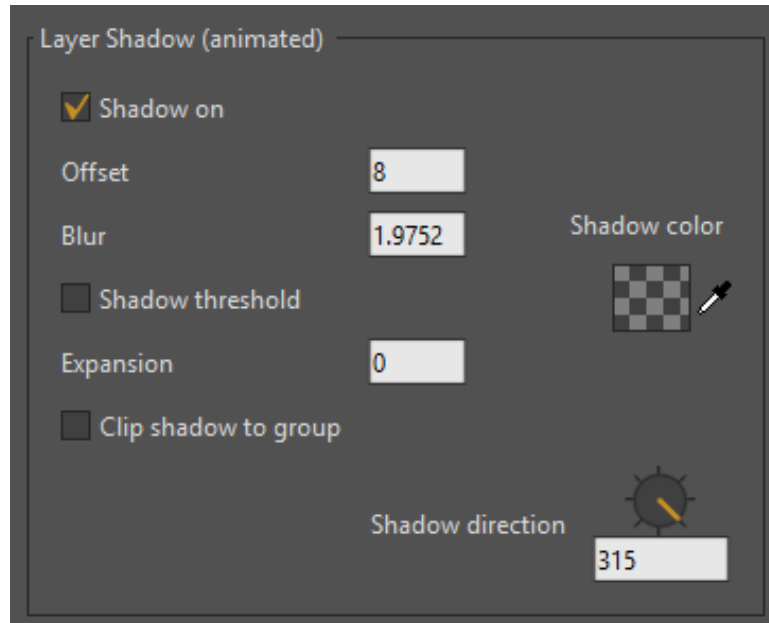 Layer Shadow (animated)
Shadow on
Offset 8
Blur 1.9752 Shadow color
Shadow threshold
Expansion 0
Clip shadow to group
Shadow direction
315